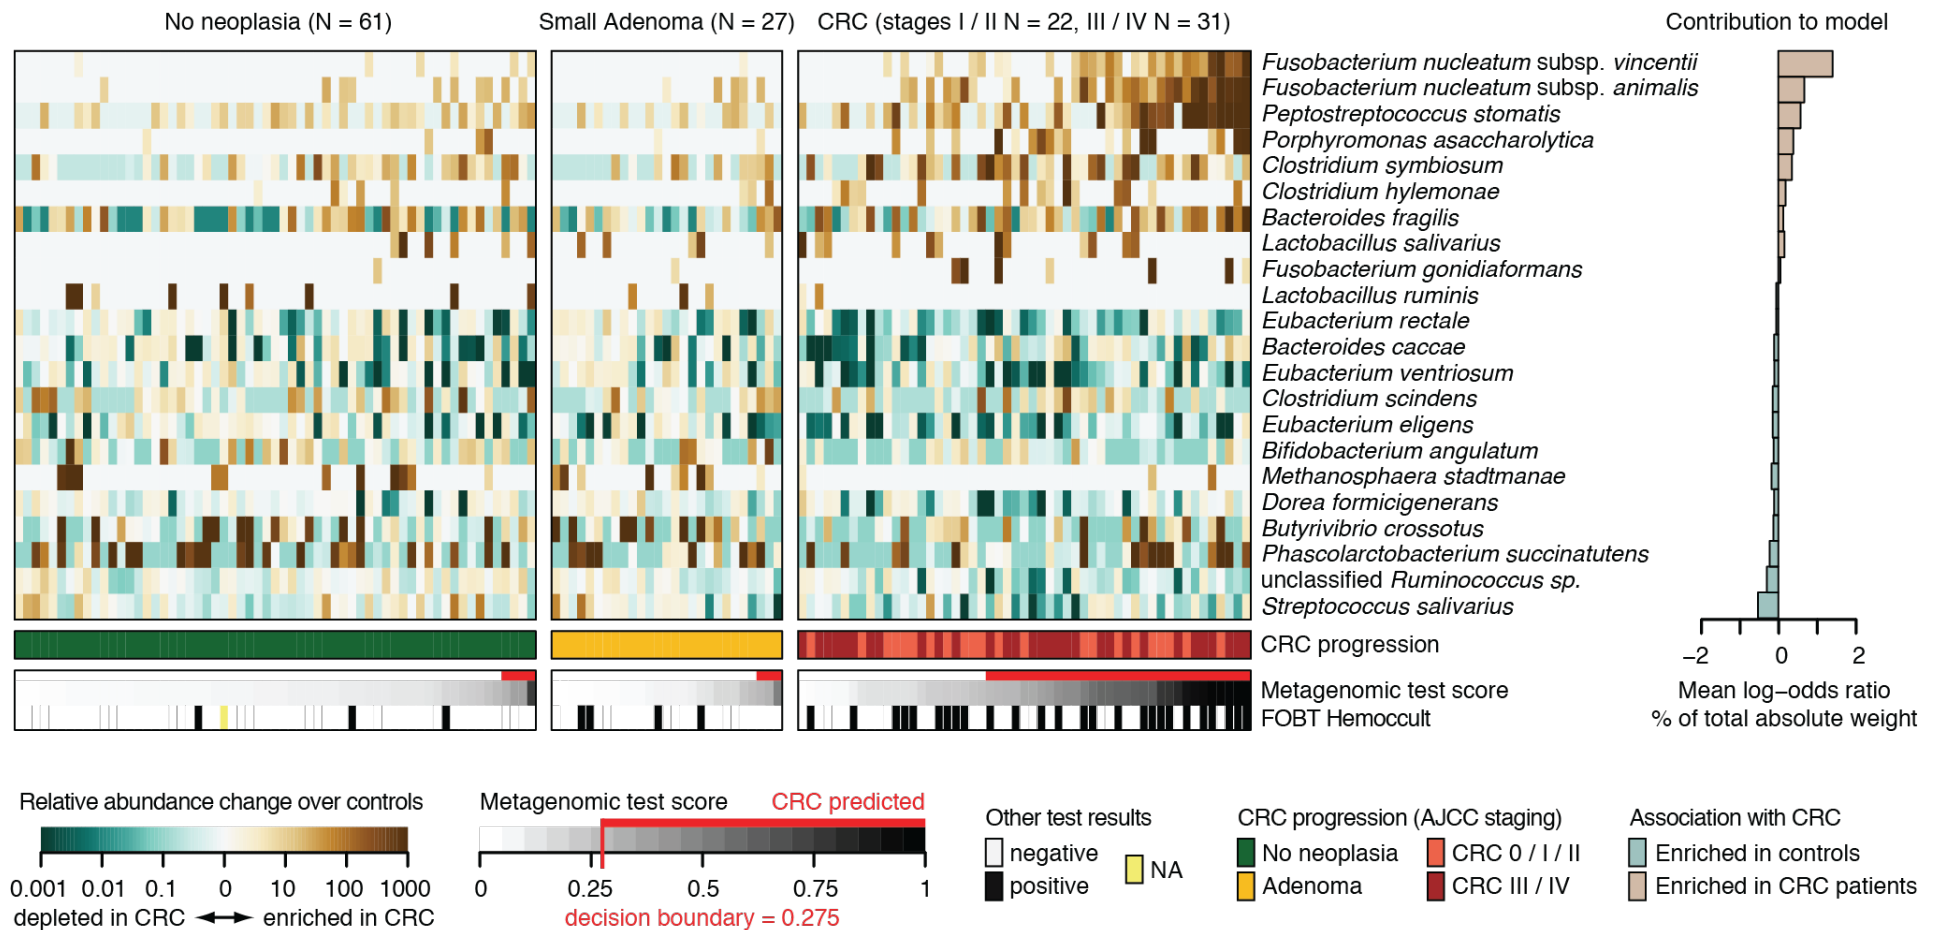 No neoplasia (N = 61)
Small Adenoma (N = 27)
CRC (stages I / II N = 22, III / IV N = 31)
Contribution to model
Fusobacterium nucleatum subsp. vincentii
Fusobacterium nucleatum subsp. animalis
Peptostreptococcus stomatis
Porphyromonas asaccharolytica
Clostridium symbiosum
Clostridium hylemonae
Bacteroides fragilis
Lactobacillus salivarius
Fusobacterium gonidiaformans
Lactobacillus ruminis
Eubacterium rectale
Bacteroides caccae
Eubacterium ventriosum
Clostridium scindens
Eubacterium eligens
Bifidobacterium angulatum
Methanosphaera stadtmanae
Dorea formicigenerans
Butyrivibrio crossotus
Phascolarctobacterium succinatutens
unclassified Ruminococcus sp.
Streptococcus salivarius
CRC progression
Metagenomic test score
FOBT Hemoccult
−2 0 2
Mean log−odds ratio
% of total absolute weight
Relative abundance change over controls
0.001 0.01 0.1 0 10 100 1000
depleted in CRC enriched in CRC
Metagenomic test score
CRC predicted
0 0.25 0.5 0.75 1
decision boundary = 0.275
Other test results
negative
positive
NA
CRC progression (AJCC staging)
No neoplasia
Adenoma
CRC 0 / I / II
CRC III / IV
Association with CRC
Enriched in controls
Enriched in CRC patients